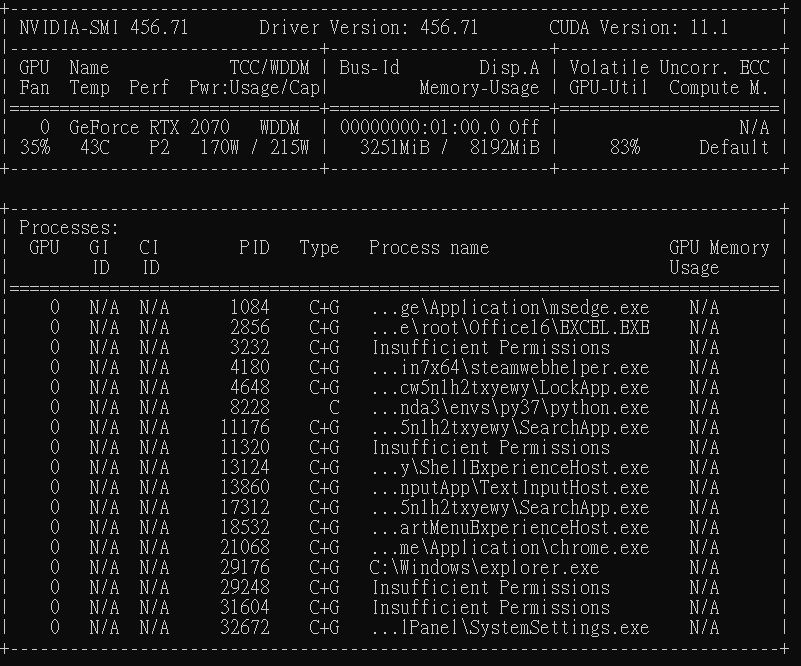 NVIDIA-SMI 456.71 Driver Version: 456.71 CUDA Version: 11.1
GPU Name TCC/WDDM | Bus-Id Disp.A | Volatile Uncorr. ECC
Fan Temp Perf Pwr:Usage/Cap| Memory-Usage | GPU-Util Compute M.
0 GeForce RTX 2070 WDDM | 00000000:01:00.0 Off | N/A
35% 43C P2 170W / 215W | 3251MiB / 8192MiB | 83% Default
Processes:
GPU GI CI PID Type Process name GPU Memory
ID ID Usage
0 N/A N/A 1084 C+G ...ge\Application\msedge.exe N/A
0 N/A N/A 2856 C+G ...e\root\Office16\EXCEL.EXE N/A
0 N/A N/A 3232 C+G Insufficient Permissions N/A
0 N/A N/A 4180 C+G ...in7x64\steamwebhelper.exe N/A
0 N/A N/A 4648 C+G ...cw5n1h2txyewy\LockApp.exe N/A
0 N/A N/A 8228 C ...nda3\envs\py37\python.exe N/A
0 N/A N/A 11176 C+G ...5n1h2txyewy\SearchApp.exe N/A
0 N/A N/A 11320 C+G Insufficient Permissions N/A
0 N/A N/A 13124 C+G ...y\ShellExperienceHost.exe N/A
0 N/A N/A 13860 C+G ...nputApp\TextInputHost.exe N/A
0 N/A N/A 17312 C+G ...5n1h2txyewy\SearchApp.exe N/A
0 N/A N/A 18532 C+G ...artMenuExperienceHost.exe N/A
0 N/A N/A 21068 C+G ...me\Application\chrome.exe N/A
0 N/A N/A 29176 C+G C:\Windows\explorer.exe N/A
0 N/A N/A 29248 C+G Insufficient Permissions N/A
0 N/A N/A 31604 C+G Insufficient Permissions N/A
0 N/A N/A 32672 C+G ...lPanel\SystemSettings.exe N/A